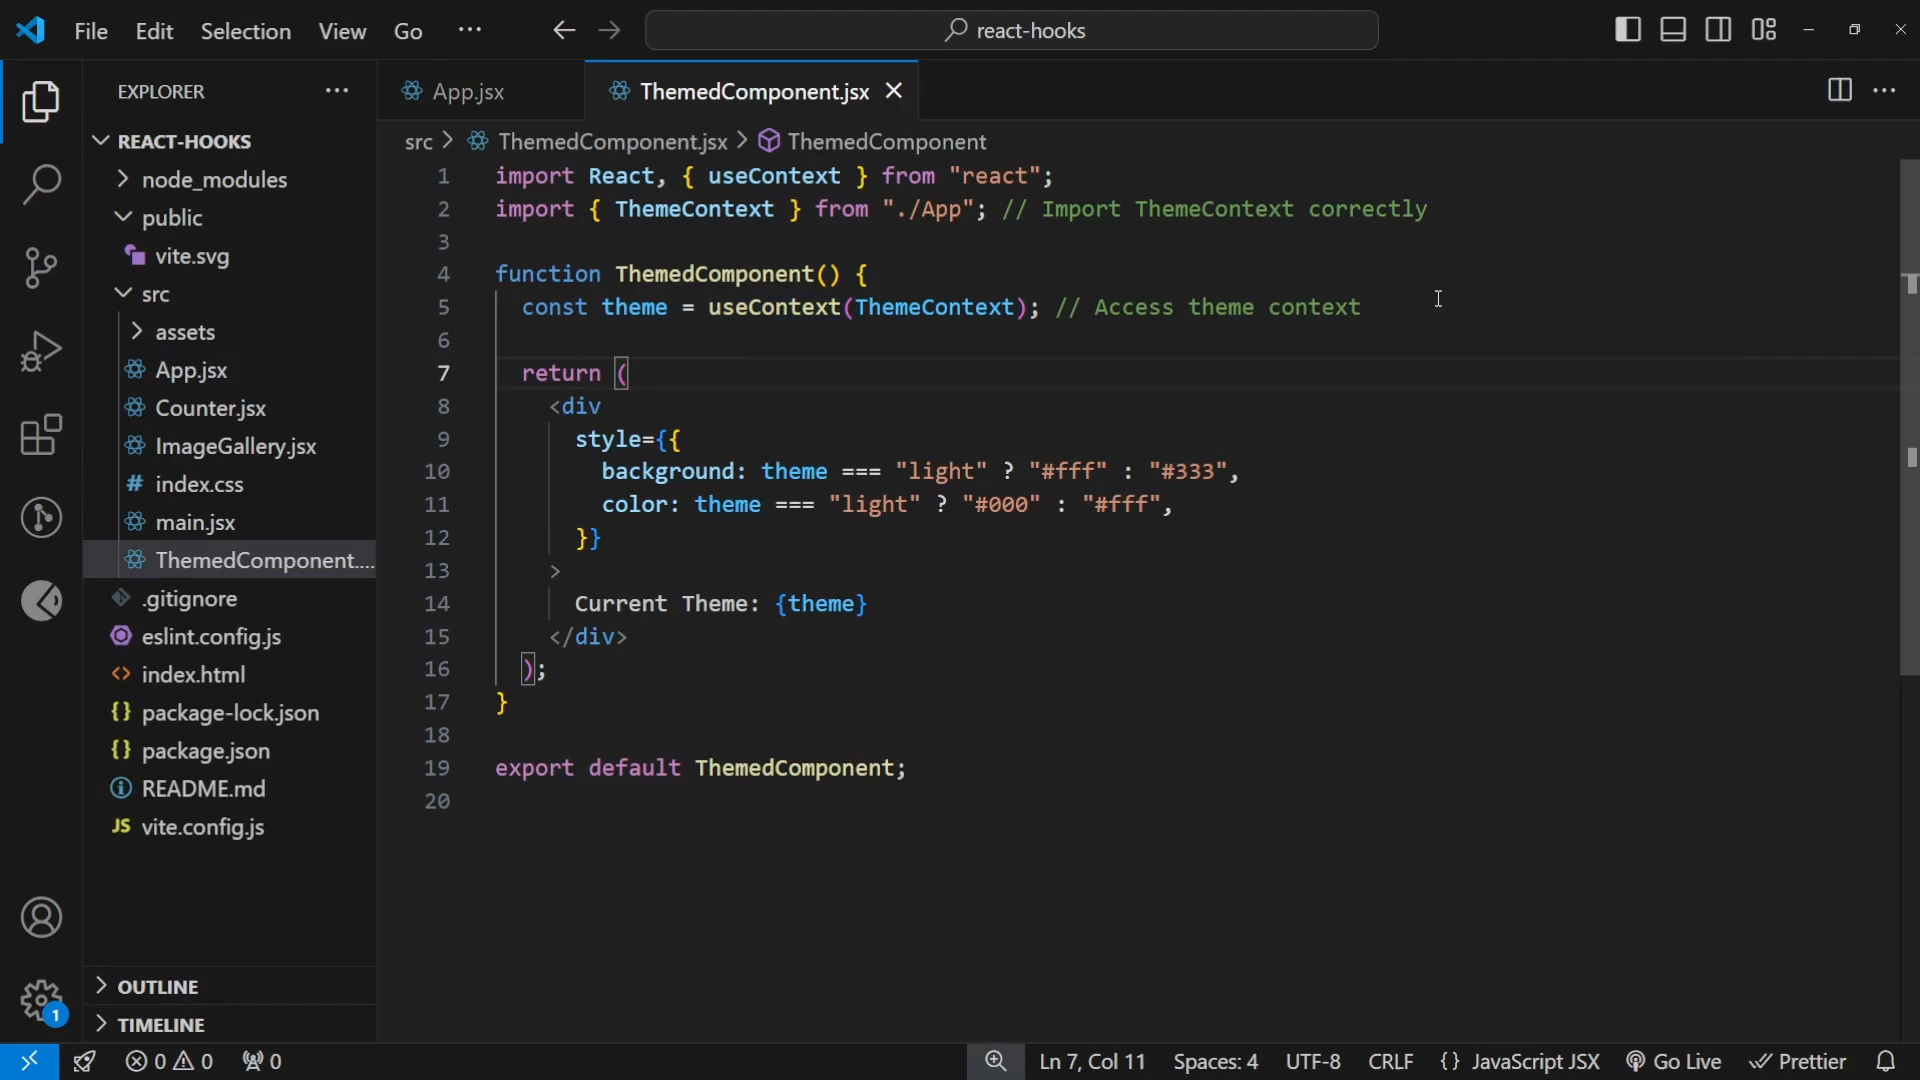 File Edit Selection View Go ··· react-hooks
EXPLORER ···
REACT-HOOKS
node_modules
public
vite.svg
src
assets
App.jsx
Counter.jsx
ImageGallery.jsx
# index.css
main.jsx
ThemedComponent....
.gitignore
eslint.config.js
<> index.html
{} package-lock.json
{} package.json
README.md
JS vite.config.js
OUTLINE
TIMELINE
1
App.jsx ThemedComponent.jsx
src > ThemedComponent.jsx > ThemedComponent
1 import React, { useContext } from "react";
2 import { ThemeContext } from "./App"; // Import ThemeContext correctly
3
4 function ThemedComponent() {
5 const theme = useContext(ThemeContext); // Access theme context
6
7 return (
8 <div
9 style={{
10 background: theme === "light" ? "#fff" : "#333",
11 color: theme === "light" ? "#000" : "#fff",
12 }}
13 >
14 Current Theme: {theme}
15 </div>
16 );
17 }
18
19 export default ThemedComponent;
20
0 0 0 Ln 7, Col 11 Spaces: 4 UTF-8 CRLF {} JavaScript JSX Go Live Prettier